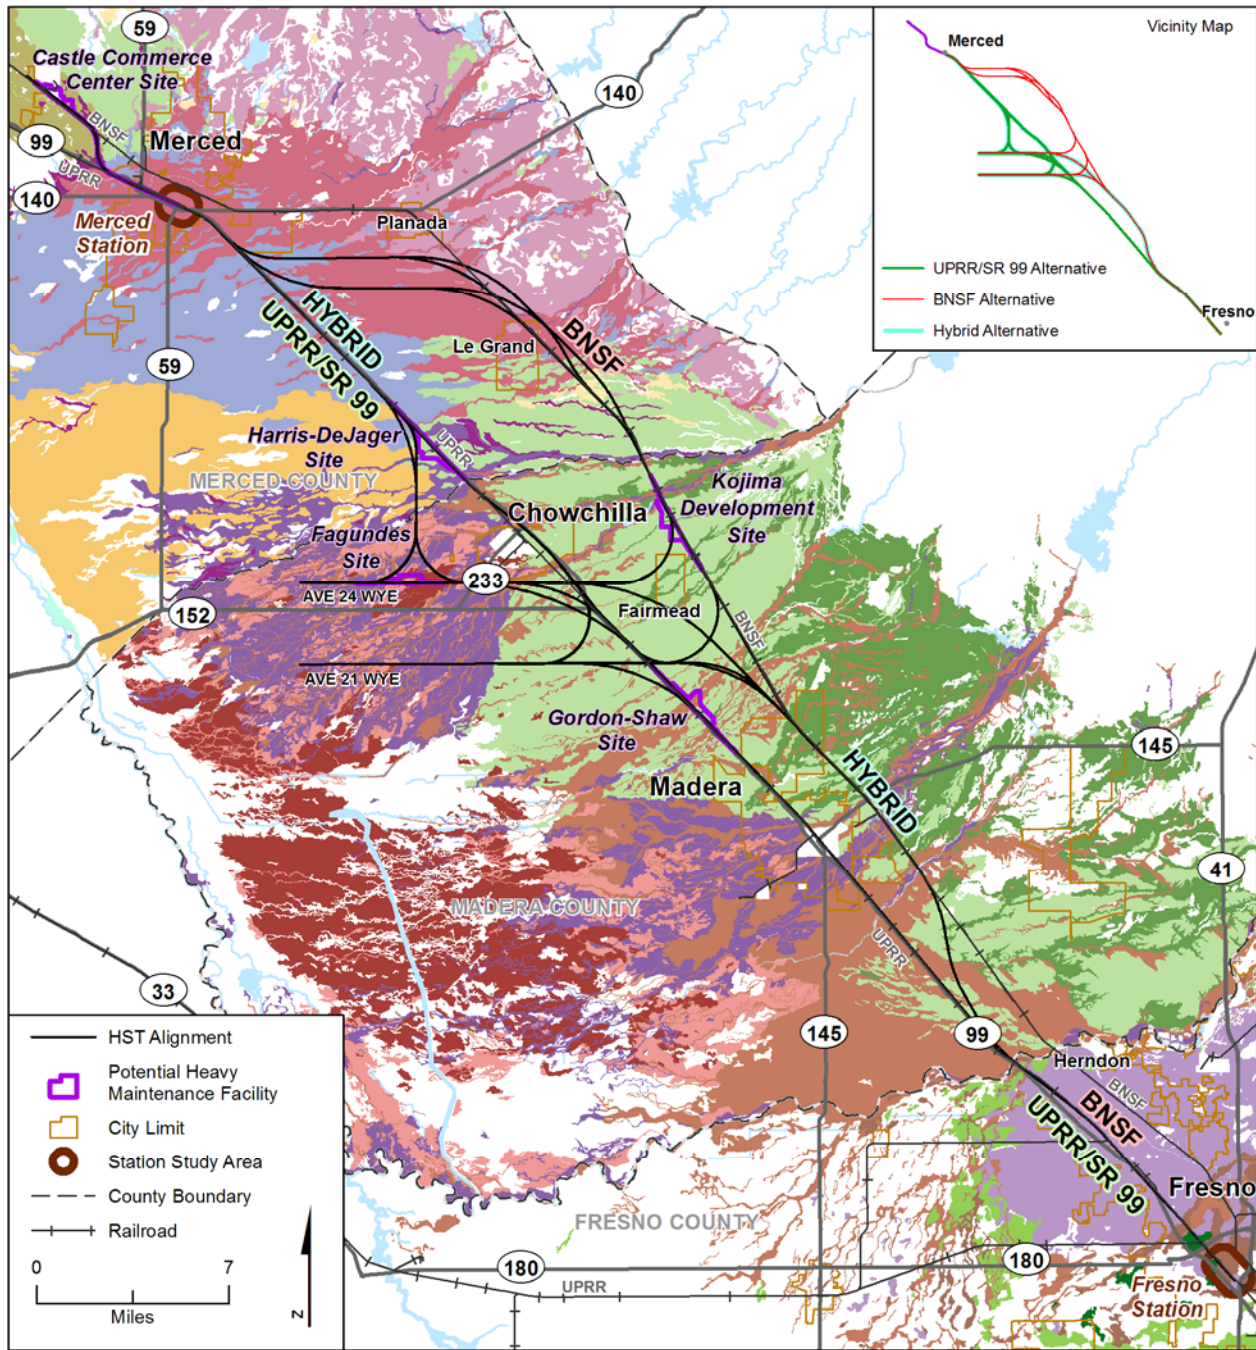 59
Castle Commerce
Center Site
140
BNSF
Merced
99
UPRR
140
Merced
Station
Planada
HYBRID
UPRR/SR 99
BNSF
Le Grand
59
Harris-DeJager
Site
UPRR
MERCED COUNTY
Kojima
Development
Site
Chowchilla
Fagundes
Site
233
AVE 24 WYE
152
Fairmead
BNSF
AVE 21 WYE
Gordon-Shaw
Site
145
HYBRID
Madera
41
MADERA COUNTY
UPRR
33
145
99
Herndon
BNSF
BNSF
UPRR/SR 99
Fresno
FRESNO COUNTY
180
180
UPRR
Fresno
Station
Vicinity Map
Merced
UPRR/SR 99 Alternative
BNSF Alternative
Fresno
Hybrid Alternative
HST Alignment
Potential Heavy
Maintenance Facility
City Limit
Station Study Area
County Boundary
Railroad
0 7
Miles
N